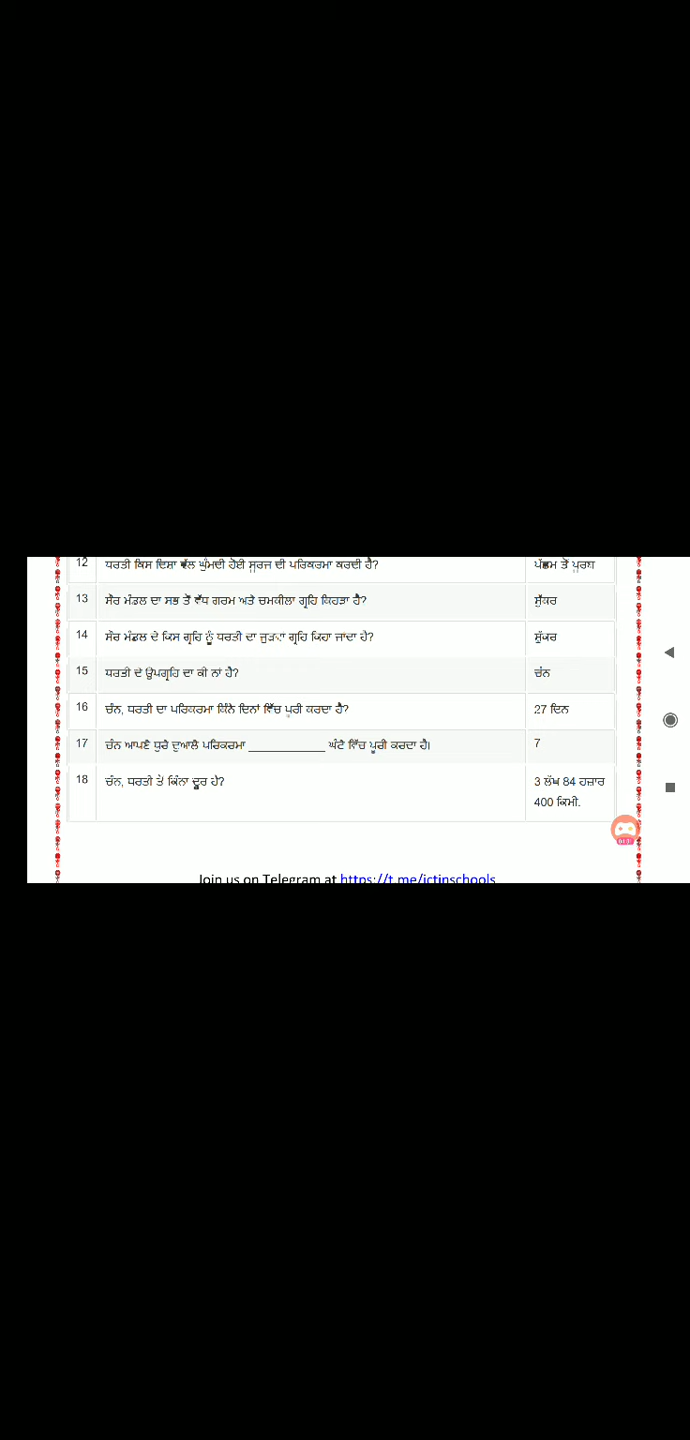 12 ਧਰਤੀ ਕਿਸ ਦਿਸ਼ਾ ਵੱਲ ਘੁੰਮਦੀ ਹੋਈ ਸੂਰਜ ਦੀ ਪਰਿਕਰਮਾ ਕਰਦੀ ਹੈ? ਪੱਛਮ ਤੋਂ ਪੂਰਬ
13 ਸੌਰ ਮੰਡਲ ਦਾ ਸਭ ਤੋਂ ਵੱਧ ਗਰਮ ਅਤੇ ਚਮਕੀਲਾ ਗ੍ਰਹਿ ਕਿਹੜਾ ਹੈ? ਸ਼ੁੱਕਰ
14 ਸੌਰ ਮੰਡਲ ਦੇ ਕਿਸ ਗ੍ਰਹਿ ਨੂੰ ਧਰਤੀ ਦਾ ਜੁੜਵਾਂ ਗ੍ਰਹਿ ਕਿਹਾ ਜਾਂਦਾ ਹੈ? ਸ਼ੁੱਕਰ
15 ਧਰਤੀ ਦੇ ਉਪਗ੍ਰਹਿ ਦਾ ਕੀ ਨਾਂ ਹੈ? ਚੰਨ
16 ਚੰਨ, ਧਰਤੀ ਦਾ ਪਰਿਕਰਮਾ ਕਿੰਨੇ ਦਿਨਾਂ ਵਿੱਚ ਪੂਰੀ ਕਰਦਾ ਹੈ? 27 ਦਿਨ
17 ਚੰਨ ਆਪਣੇ ਧੁਰੇ ਦੁਆਲੇ ਪਰਿਕਰਮਾ ____________ ਘੰਟੇ ਵਿੱਚ ਪੂਰੀ ਕਰਦਾ ਹੈ। 7
18 ਚੰਨ, ਧਰਤੀ ਤੋਂ ਕਿੰਨਾ ਦੂਰ ਹੈ? 3 ਲੱਖ 84 ਹਜ਼ਾਰ
400 ਕਿਮੀ.
Join us on Telegram at https://t.me/ictinschools